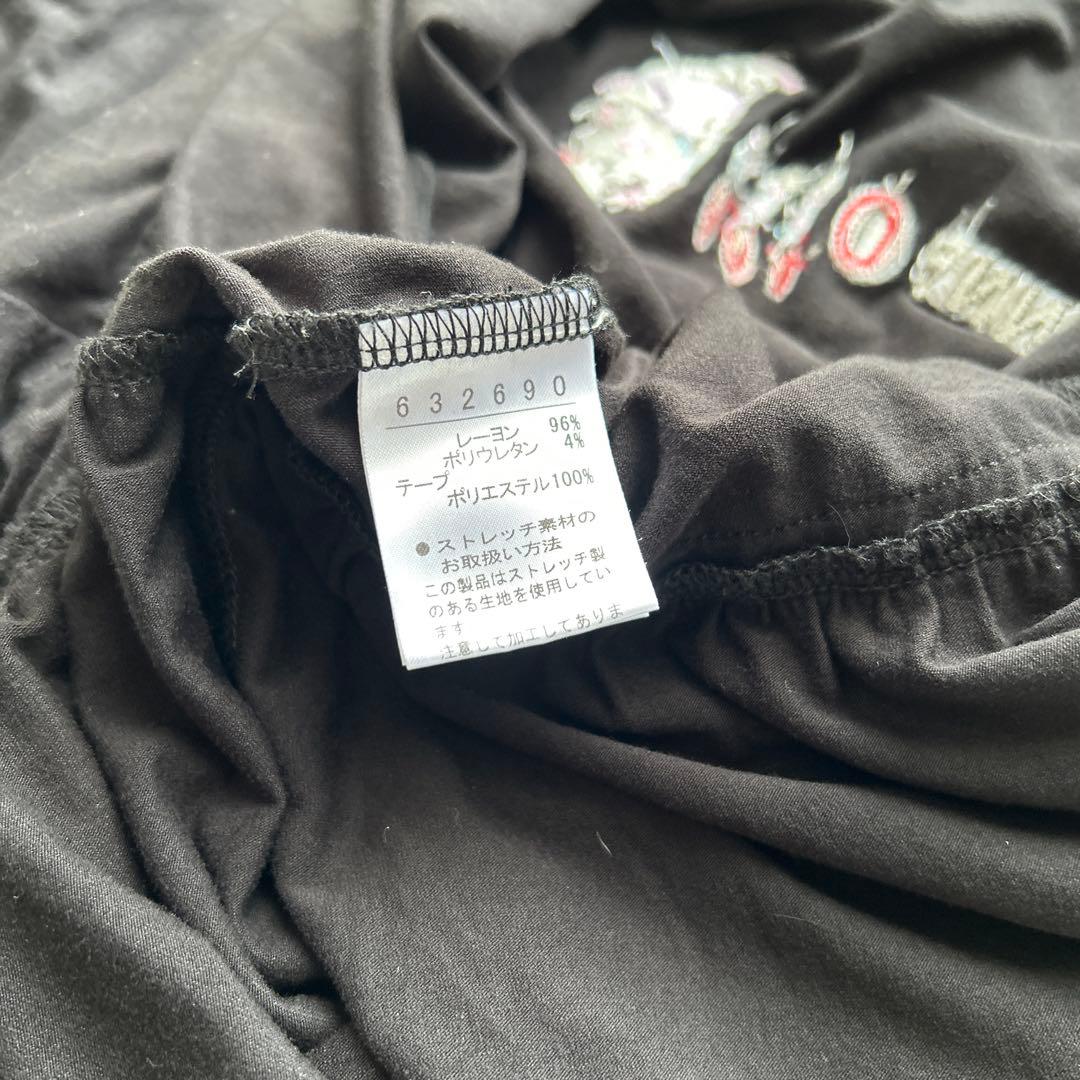 632690
レーヨン 96%
ポリウレタン 4%
テープ
ポリエステル100%
●ストレッチ素材の
お取扱い方法
この製品はストレッチ製
のある生地を使用してい
ます
注意して加工してありま